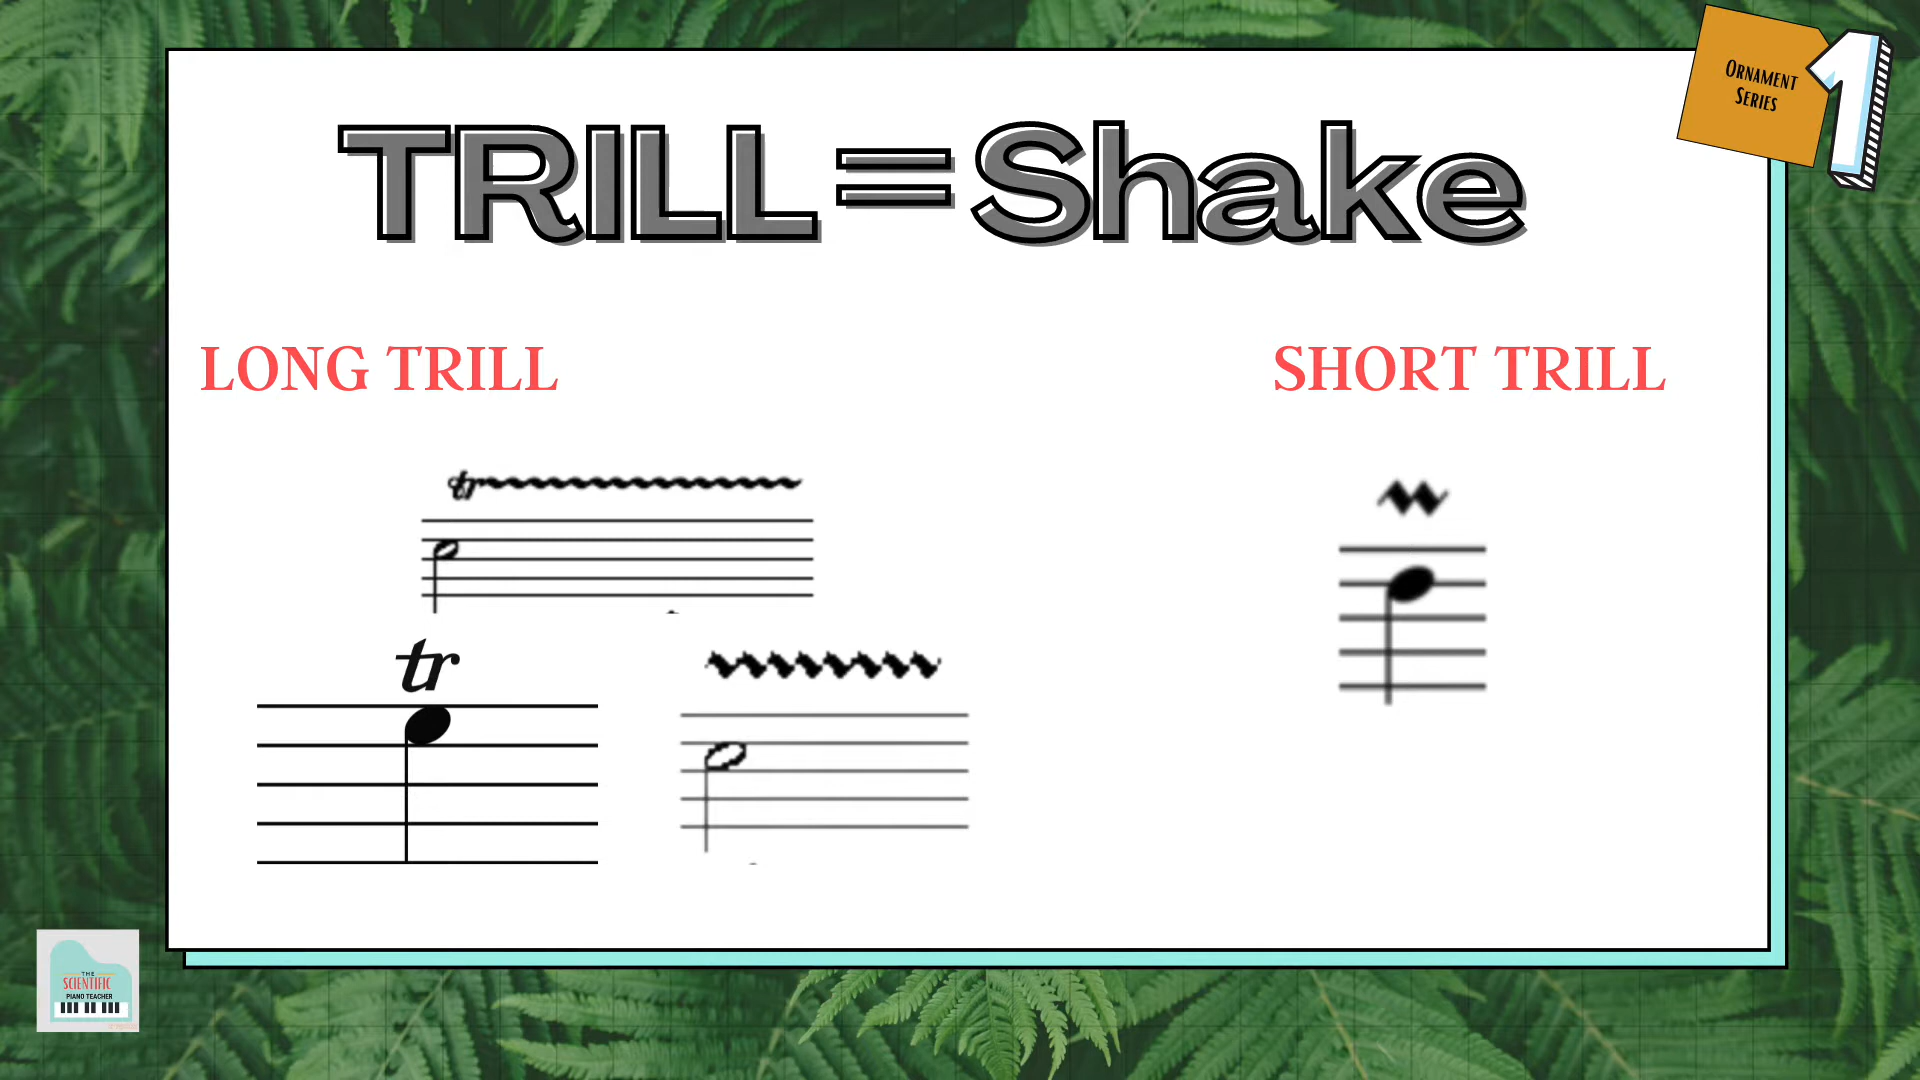 ORNAMENT
SERIES
1
TRILL=Shake
LONG TRILL
SHORT TRILL
tr
tr
THE
SCIENTIFIC
PIANO TEACHER